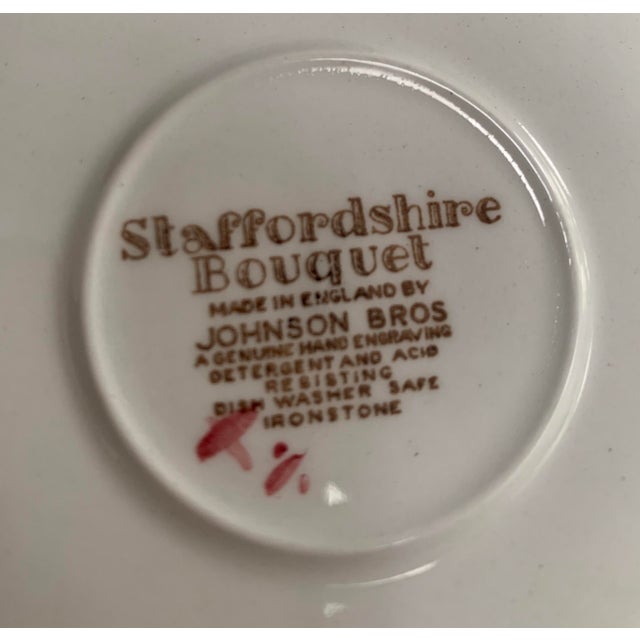 Staffordshire
Bouquet
MADE IN ENGLAND BY
JOHNSON BROS
A GENUINE HAND ENGRAVING
DETERGENT AND ACID
RESISTING
DISH WASHER SAFE
IRONSTONE